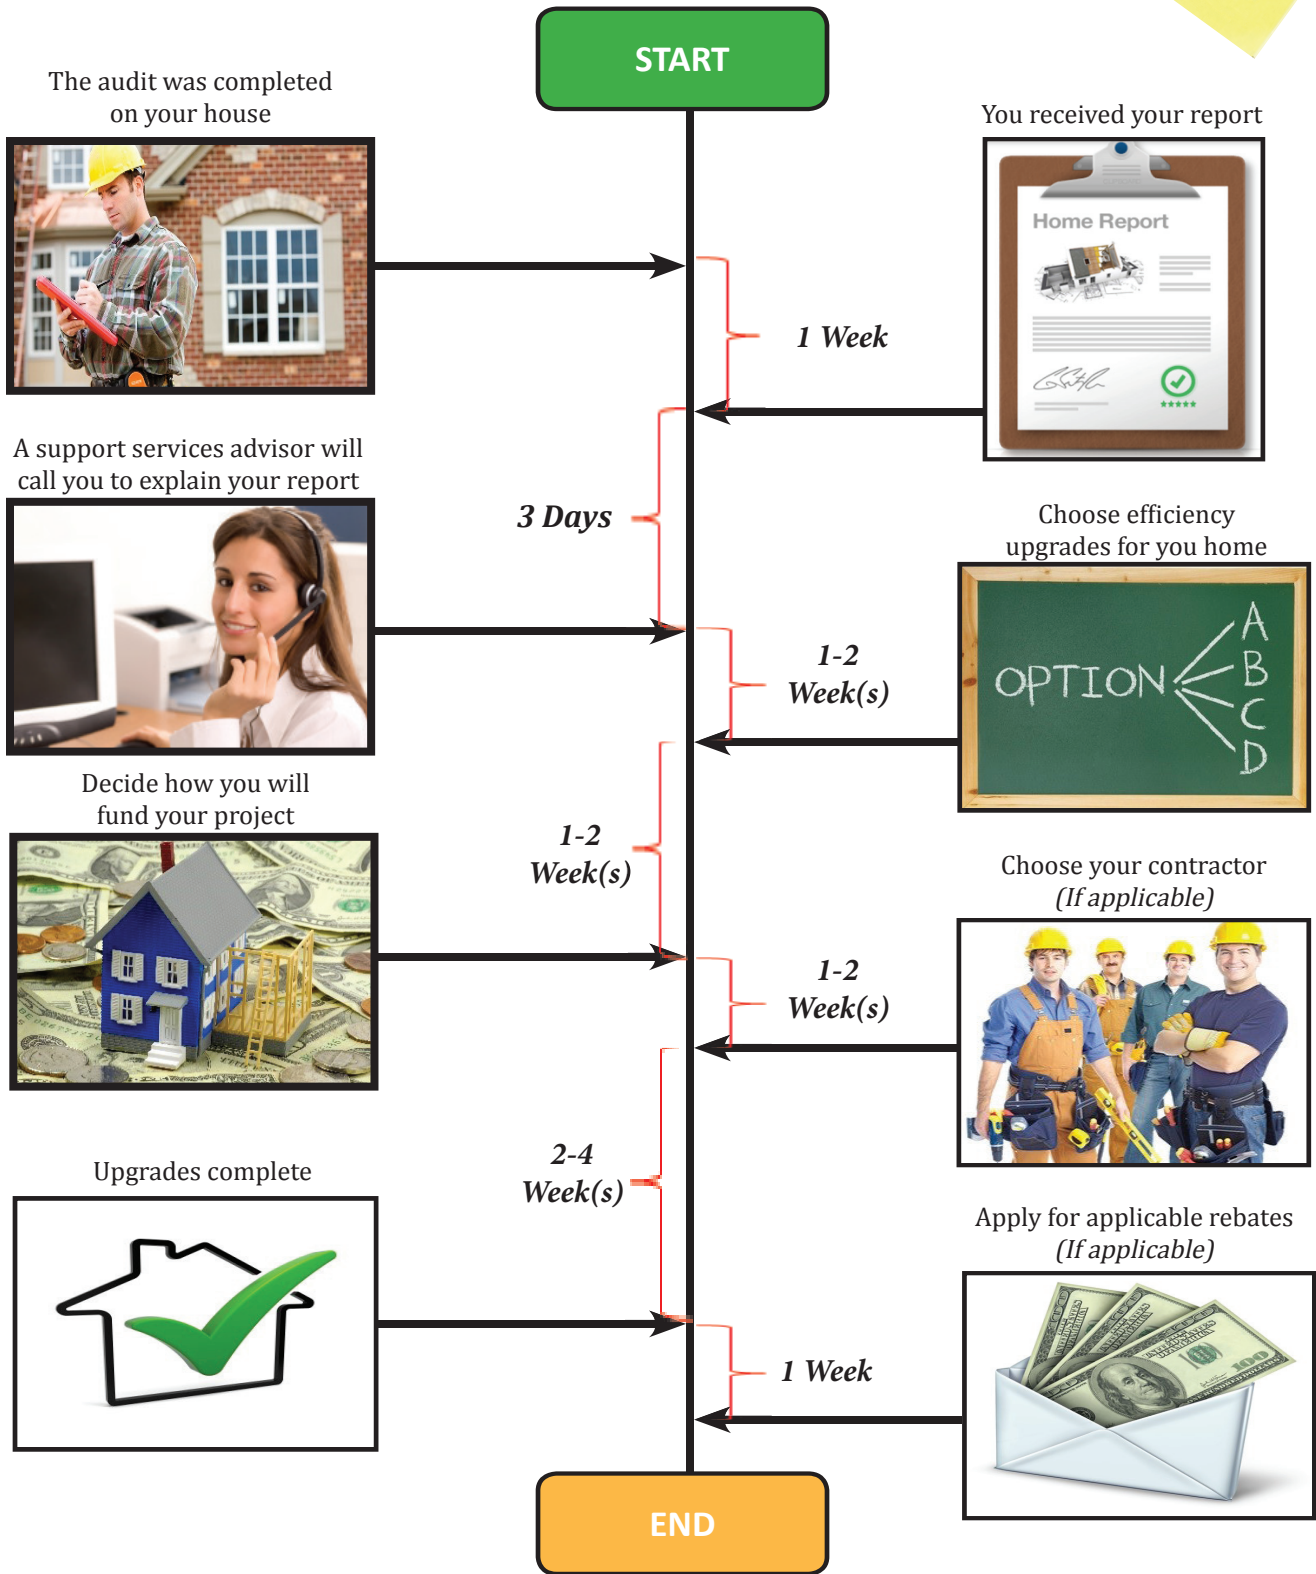 START
The audit was completed
on your house
You received your report
Home Report
1 Week
A support services advisor will
call you to explain your report
3 Days
Choose efficiency
upgrades for you home
OPTION
A
B
C
D
1-2
Week(s)
Decide how you will
fund your project
1-2
Week(s)
Choose your contractor
(If applicable)
1-2
Week(s)
Upgrades complete
2-4
Week(s)
Apply for applicable rebates
(If applicable)
100
1 Week
END